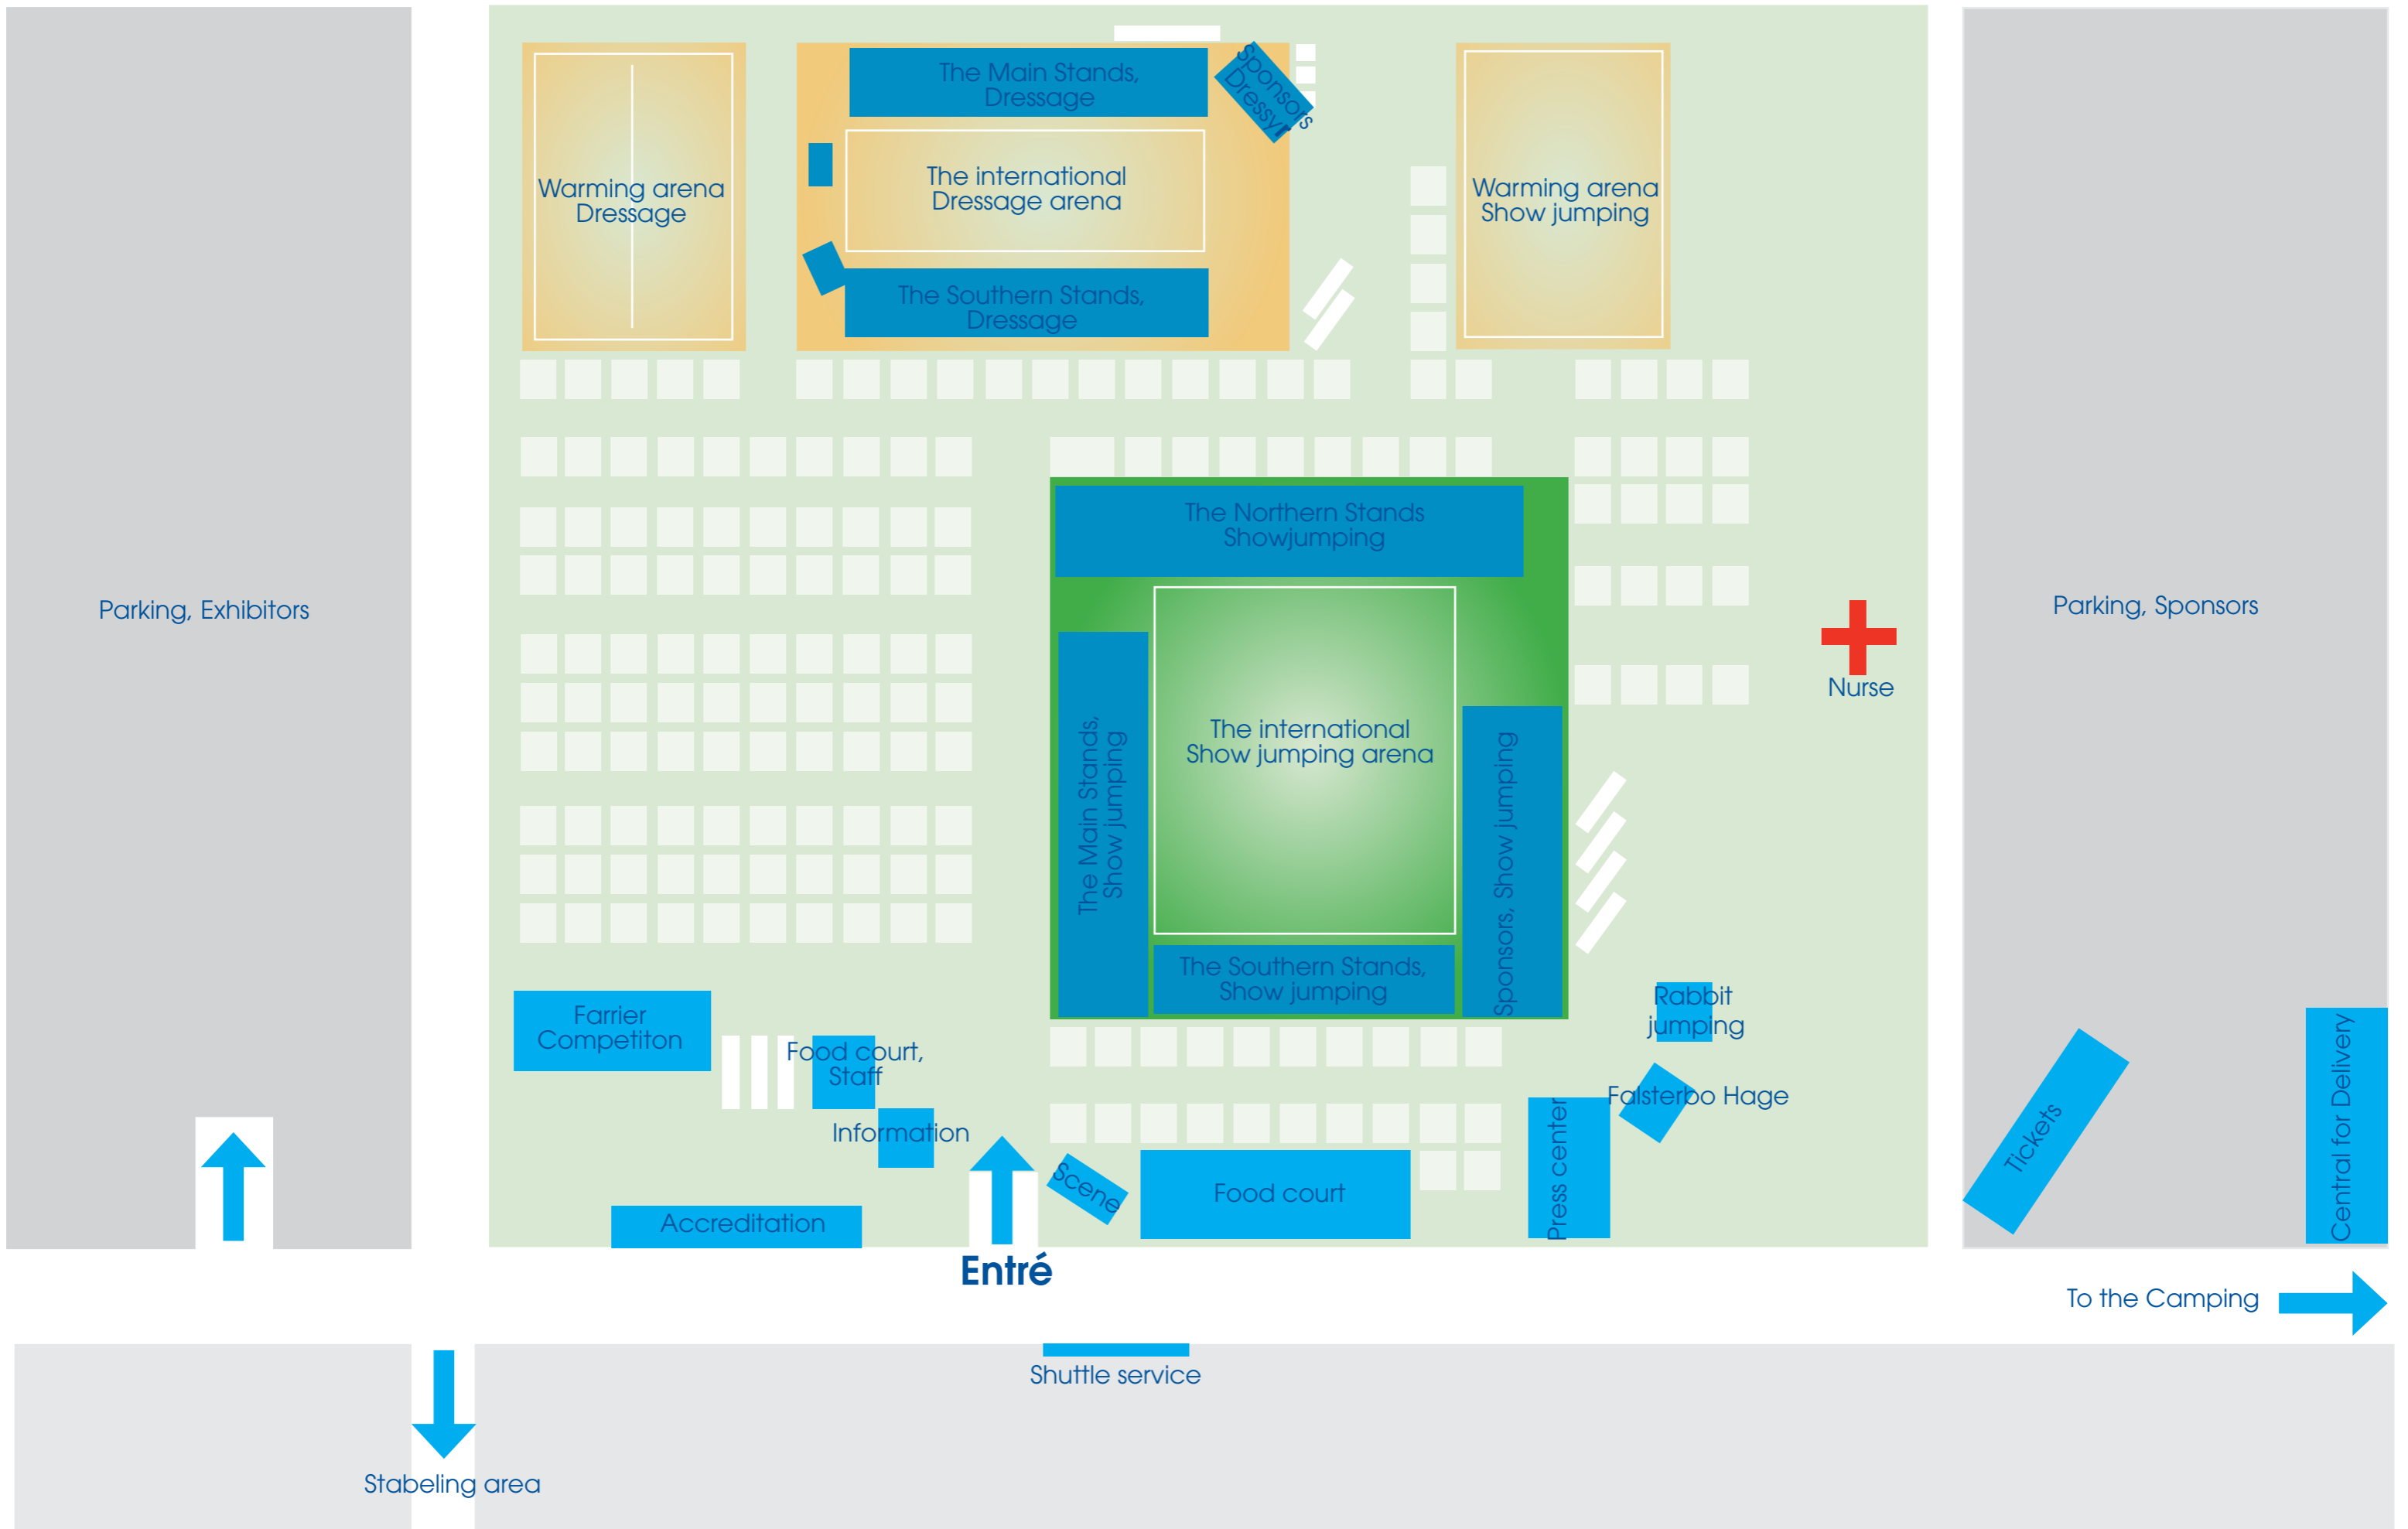 The Main Stands,
Dressage
Sponsors
Dressyr
Warming arena
Dressage
The international
Dressage arena
Warming arena
Show jumping
The Southern Stands,
Dressage
The Northern Stands
Showjumping
Parking, Exhibitors
Parking, Sponsors
Nurse
The Main Stands,
Show jumping
The international
Show jumping arena
Sponsors, Show jumping
The Southern Stands,
Show jumping
Farrier
Competiton
Food court,
Staff
Information
Rabbit
jumping
Falsterbo Hage
Press center
Scene
Food court
Accreditation
Entré
Tickets
Central for Delivery
To the Camping
Shuttle service
Stabeling area